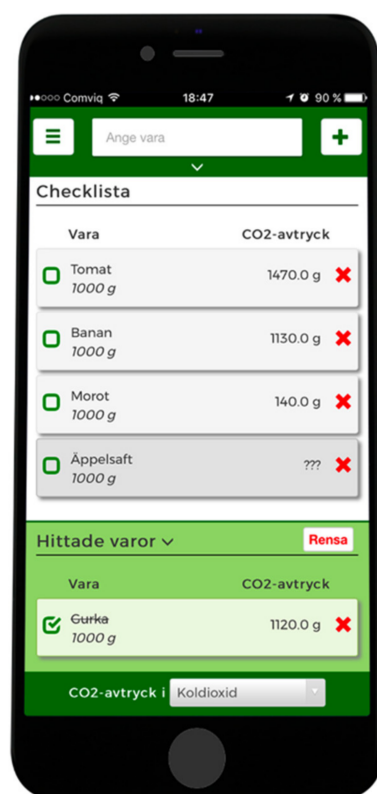 Comviq 18:47 90 %
Ange vara
Checklista
Vara CO2-avtryck
Tomat
1000 g
1470.0 g
Banan
1000 g
1130.0 g
Morot
1000 g
140.0 g
Äppelsaft
1000 g
???
Hittade varor
Rensa
Vara CO2-avtryck
Gurka
1000 g
1120.0 g
CO2-avtryck i Koldioxid